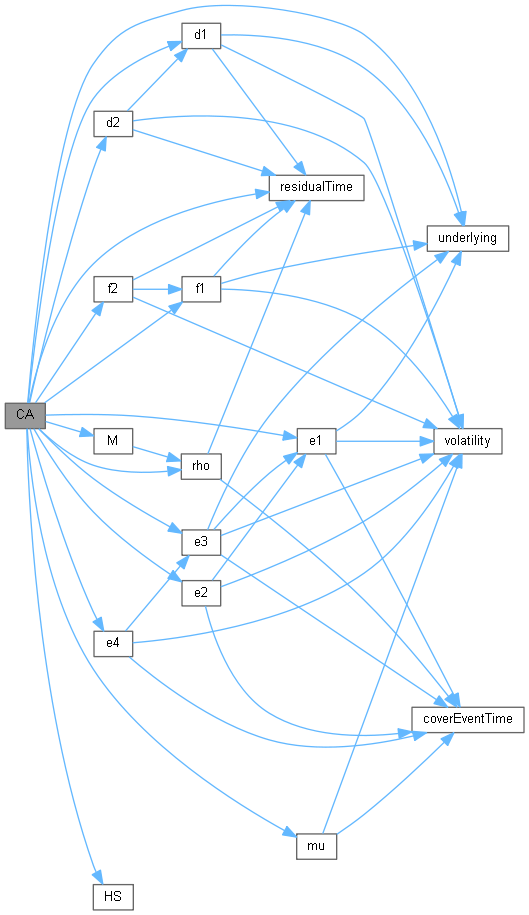 d1
d2
residualTime
underlying
f2
f1
CA
M
e1
volatility
rho
e3
e2
e4
coverEventTime
mu
HS